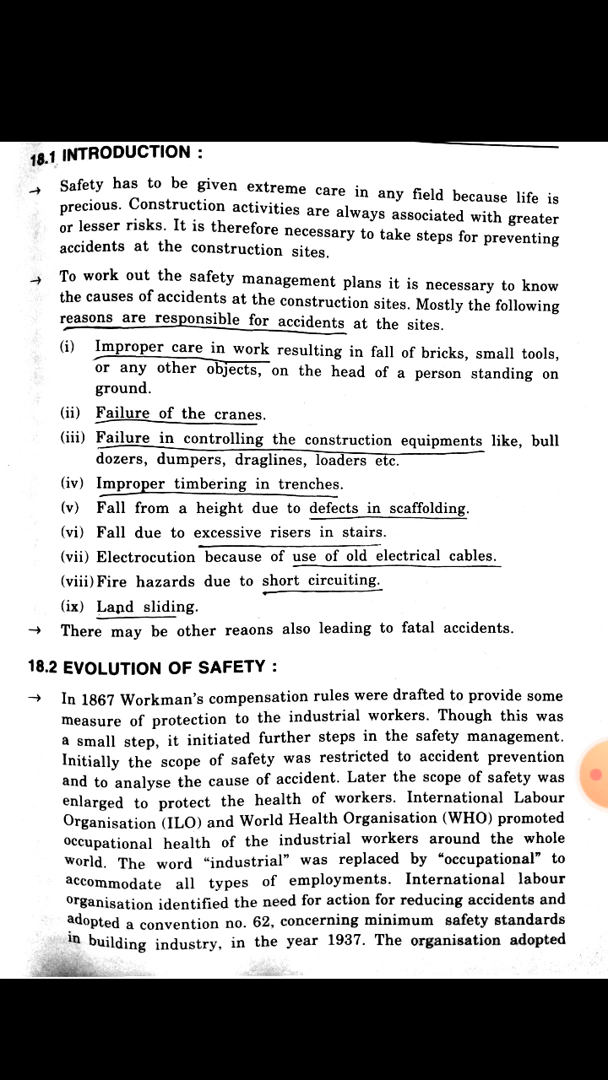 18.1 INTRODUCTION :
→ Safety has to be given extreme care in any field because life is
precious. Construction activities are always associated with greater
or lesser risks. It is therefore necessary to take steps for preventing
accidents at the construction sites.
→ To work out the safety management plans it is necessary to know
the causes of accidents at the construction sites. Mostly the following
reasons are responsible for accidents at the sites.
(i) Improper care in work resulting in fall of bricks, small tools,
or any other objects, on the head of a person standing on
ground.
(ii) Failure of the cranes.
(iii) Failure in controlling the construction equipments like, bull
dozers, dumpers, draglines, loaders etc.
(iv) Improper timbering in trenches.
(v) Fall from a height due to defects in scaffolding.
(vi) Fall due to excessive risers in stairs.
(vii) Electrocution because of use of old electrical cables.
(viii) Fire hazards due to short circuiting.
(ix) Land sliding.
→ There may be other reaons also leading to fatal accidents.
18.2 EVOLUTION OF SAFETY :
→ In 1867 Workman's compensation rules were drafted to provide some
measure of protection to the industrial workers. Though this was
a small step, it initiated further steps in the safety management.
Initially the scope of safety was restricted to accident prevention
and to analyse the cause of accident. Later the scope of safety was
enlarged to protect the health of workers. International Labour
Organisation (ILO) and World Health Organisation (WHO) promoted
occupational health of the industrial workers around the whole
world. The word “industrial” was replaced by “occupational” to
accommodate all types of employments. International labour
organisation identified the need for action for reducing accidents and
adopted a convention no. 62, concerning minimum safety standards
in building industry, in the year 1937. The organisation adopted